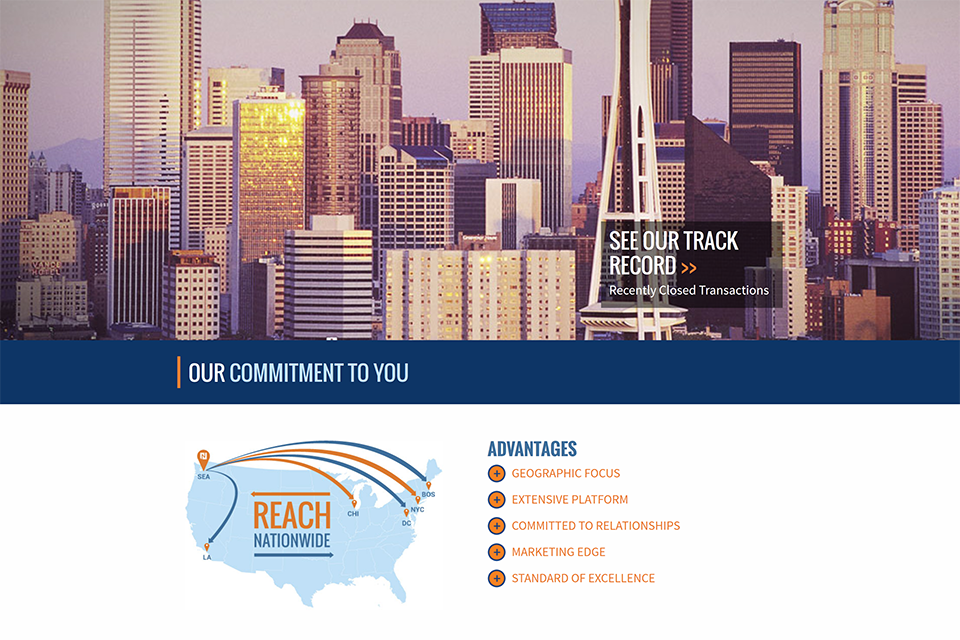 SEE OUR TRACK
RECORD >>
Recently Closed Transactions
OUR COMMITMENT TO YOU
SEA
BOS
NYC
CHI
DC
REACH
NATIONWIDE
LA
ADVANTAGES
GEOGRAPHIC FOCUS
EXTENSIVE PLATFORM
COMMITTED TO RELATIONSHIPS
MARKETING EDGE
STANDARD OF EXCELLENCE